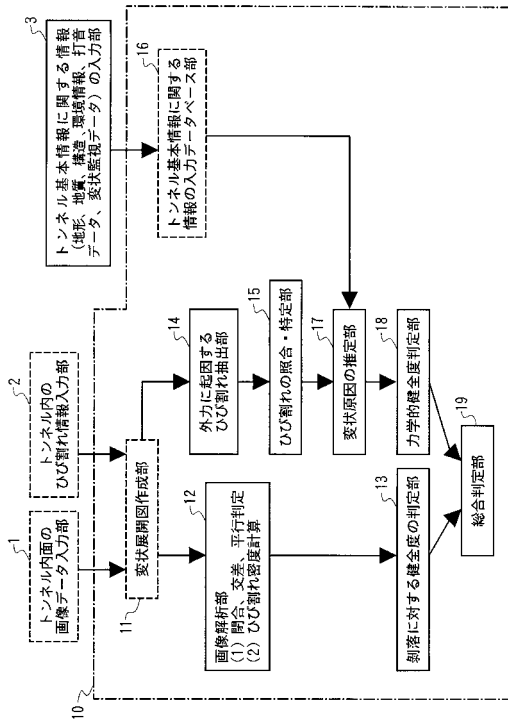 1
トンネル内面の
画像データ入力部
2
トンネル内の
ひび割れ情報入力部
3
トンネル基本情報に関する情報
(地形、地質、構造、環境情報、打音
データ、変状監視データ)の入力部
10
11
変状展開図作成部
16
トンネル基本情報に関する
情報の入力データベース部
12
画像解析部
(1) 閉合、交差、平行判定
(2) ひび割れ密度計算
14
外力に起因する
ひび割れ抽出部
15
ひび割れの照合・特定部
17
変状原因の推定部
13
剝落に対する健全度の判定部
18
力学的健全度判定部
19
総合判定部